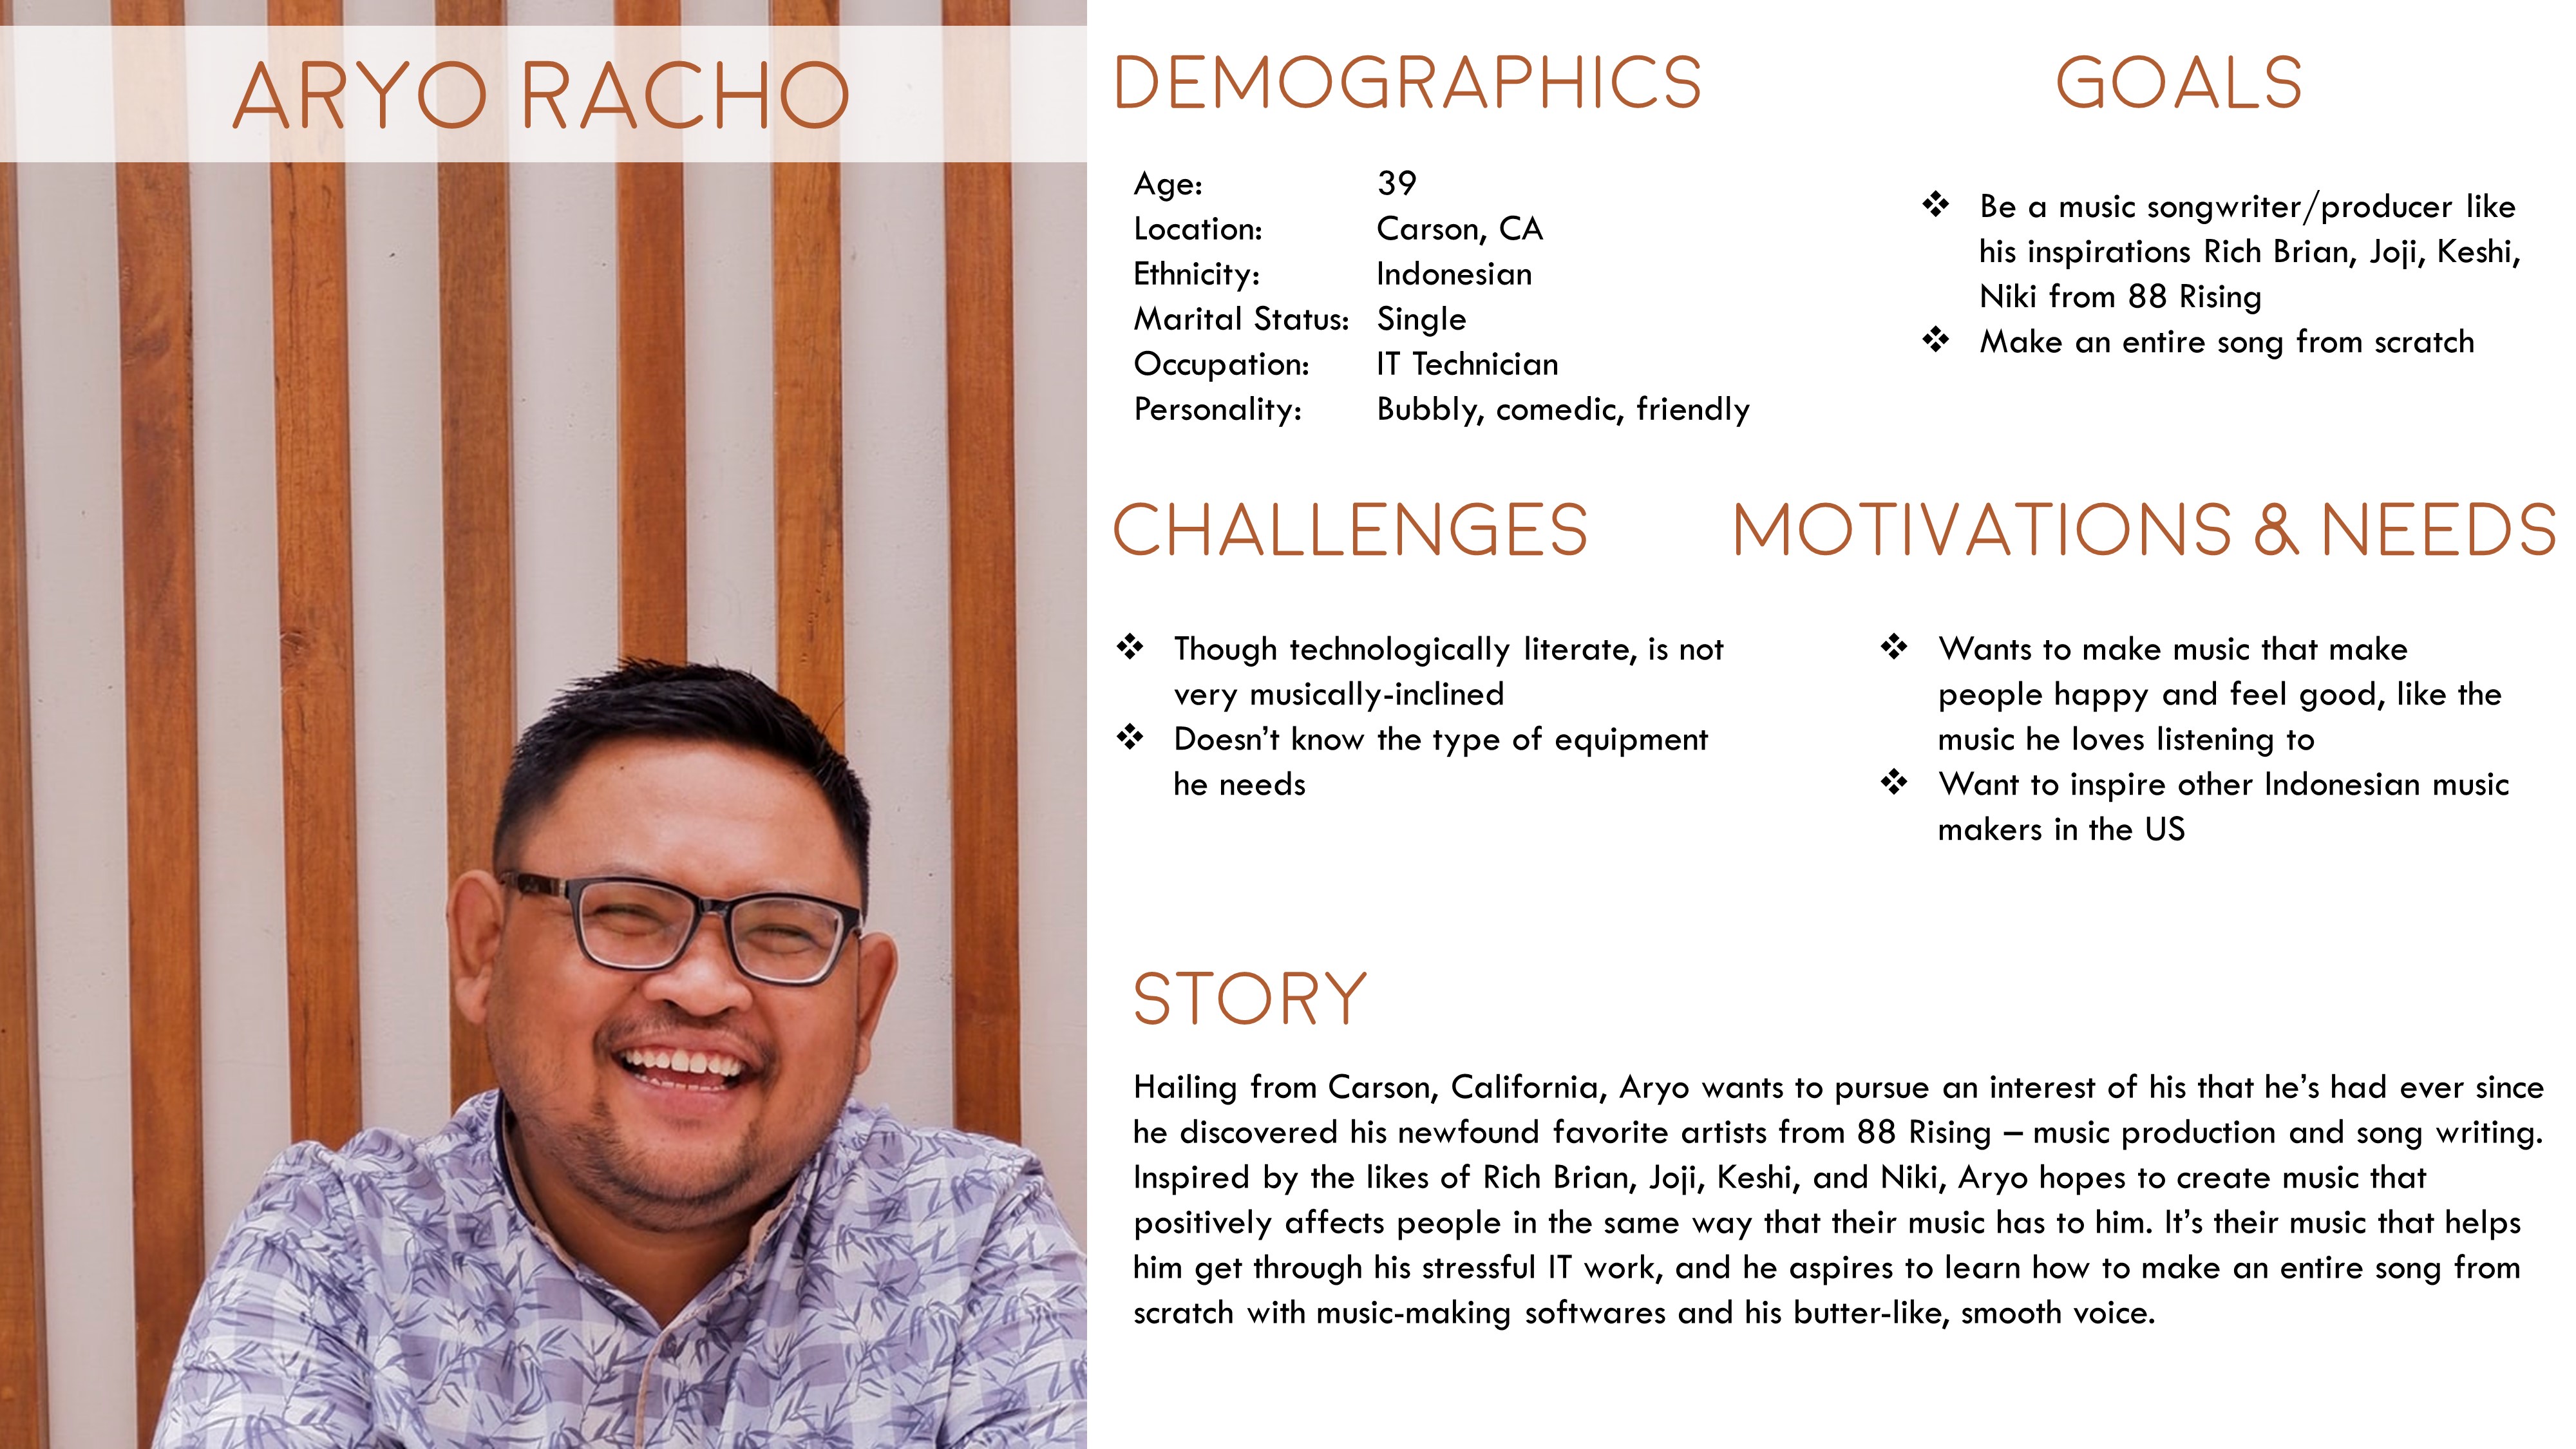 ARYO RACHO
DEMOGRAPHICS
Age: 39
Location: Carson, CA
Ethnicity: Indonesian
Marital Status: Single
Occupation: IT Technician
Personality: Bubbly, comedic, friendly
GOALS
❖ Be a music songwriter/producer like
his inspirations Rich Brian, Joji, Keshi,
Niki from 88 Rising
❖ Make an entire song from scratch
CHALLENGES
❖ Though technologically literate, is not
very musically-inclined
❖ Doesn’t know the type of equipment
he needs
MOTIVATIONS & NEEDS
❖ Wants to make music that make
people happy and feel good, like the
music he loves listening to
❖ Want to inspire other Indonesian music
makers in the US
STORY
Hailing from Carson, California, Aryo wants to pursue an interest of his that he’s had ever since
he discovered his newfound favorite artists from 88 Rising – music production and song writing.
Inspired by the likes of Rich Brian, Joji, Keshi, and Niki, Aryo hopes to create music that
positively affects people in the same way that their music has to him. It’s their music that helps
him get through his stressful IT work, and he aspires to learn how to make an entire song from
scratch with music-making softwares and his butter-like, smooth voice.